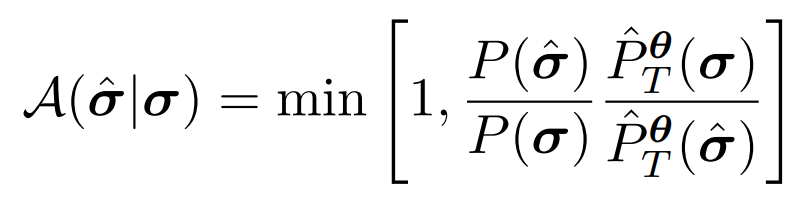 𝒜(𝝈̂|𝝈) = min [1, P(𝝈̂)/P(𝝈) P̂_T^𝜽(𝝈)/P̂_T^𝜽(𝝈̂)]